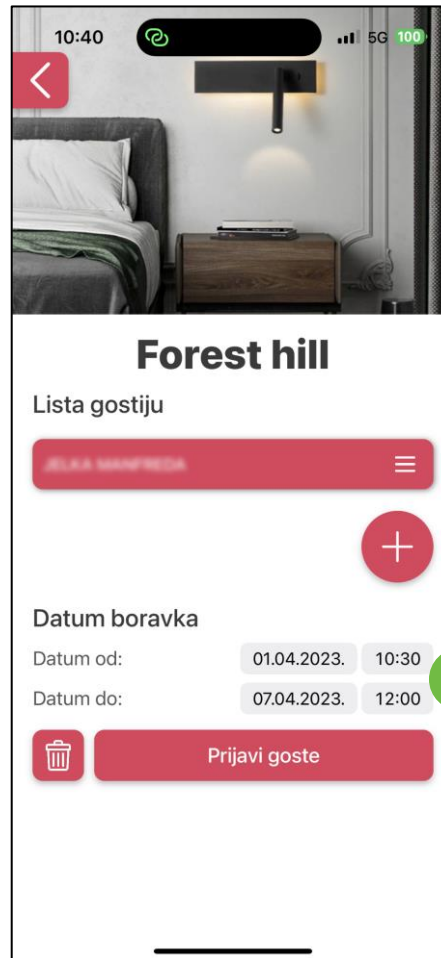 10:40 5G 100
Forest hill
Lista gostiju
Datum boravka
Datum od: 01.04.2023. 10:30
Datum do: 07.04.2023. 12:00
Prijavi goste